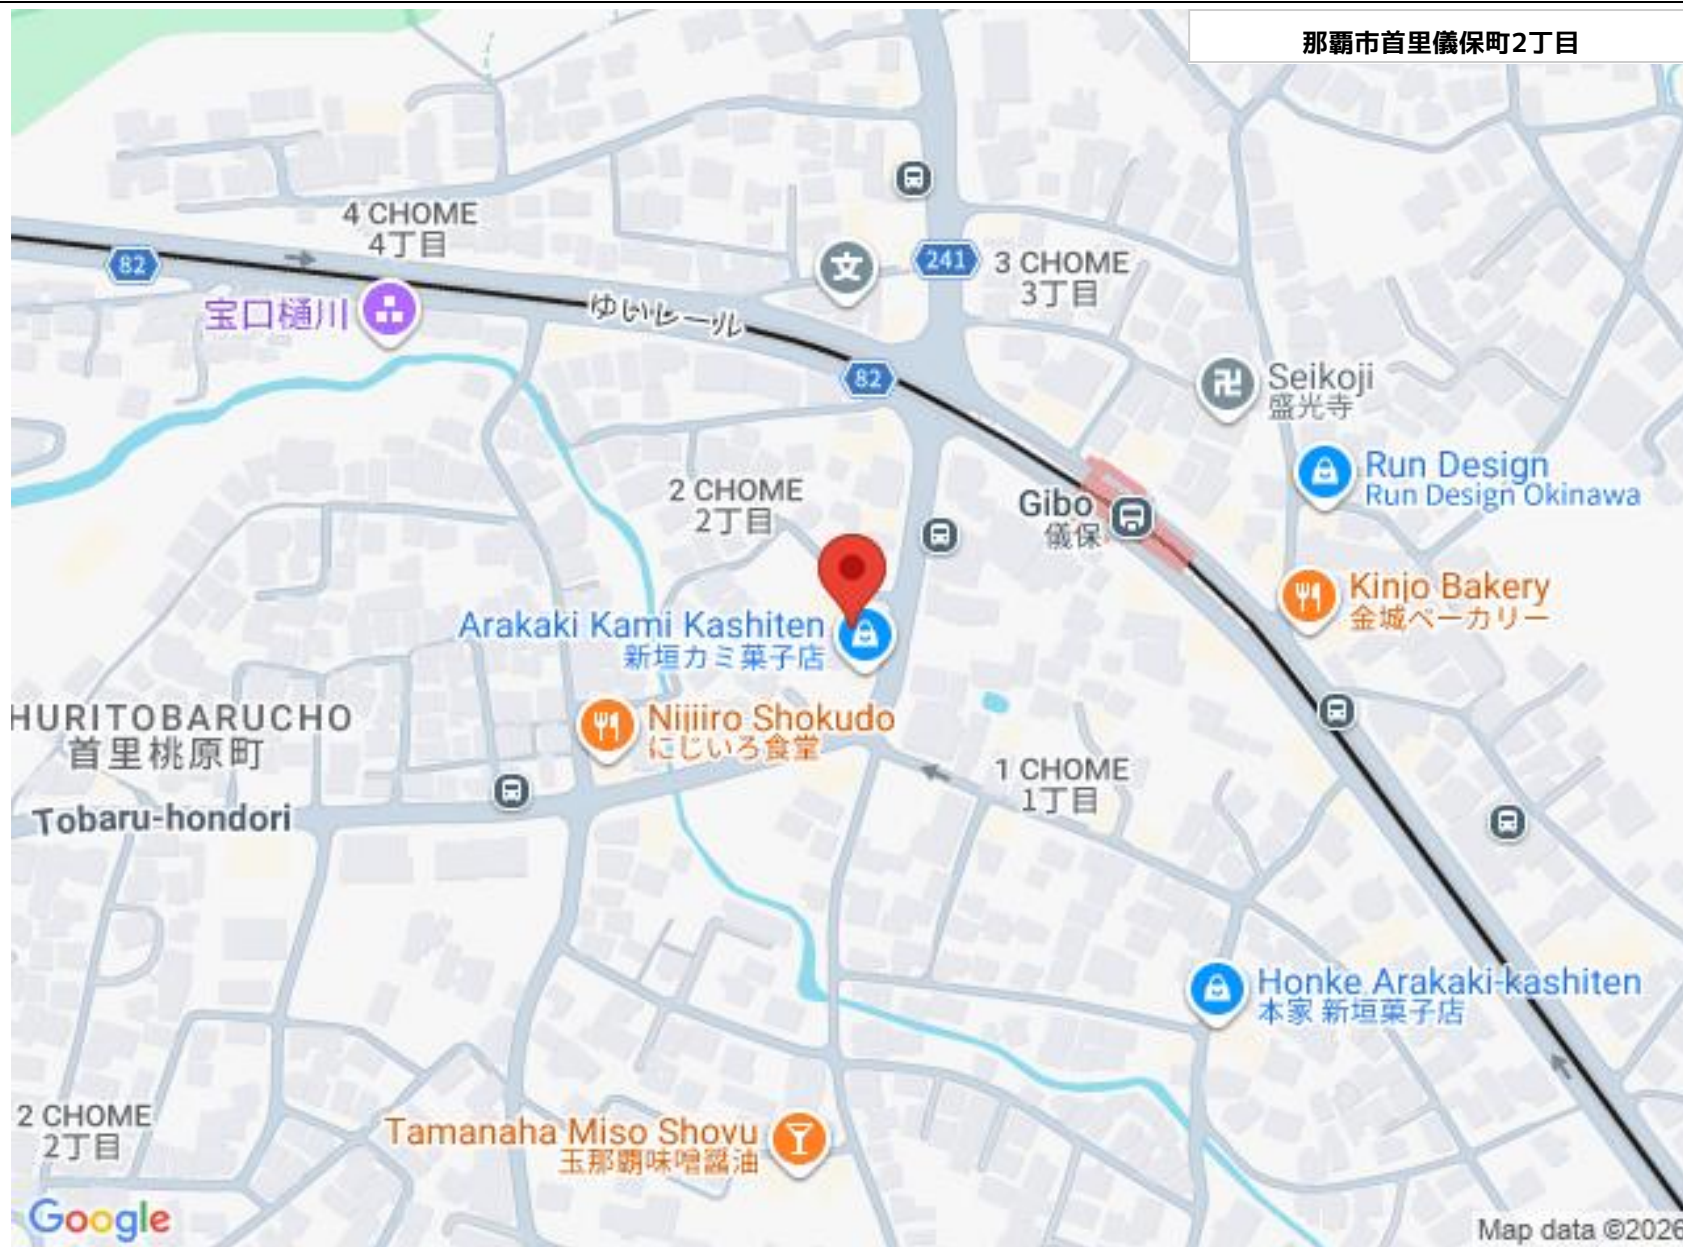 那覇市首里儀保町2丁目
4 CHOME
4丁目
82
宝口樋川
ゆいレール
文
241
3 CHOME
3丁目
82
Seikoji
盛光寺
Run Design
Run Design Okinawa
2 CHOME
2丁目
Gibo
儀保
Kinjo Bakery
金城ベーカリー
Arakaki Kami Kashiten
新垣カミ菓子店
HURITOBARUCHO
首里桃原町
Nijiiro Shokudo
にじいろ食堂
1 CHOME
1丁目
Tobaru-hondori
Honke Arakaki-kashiten
本家 新垣菓子店
2 CHOME
2丁目
Tamanaha Miso Shoyu
玉那覇味噌醤油
Google
Map data ©2026